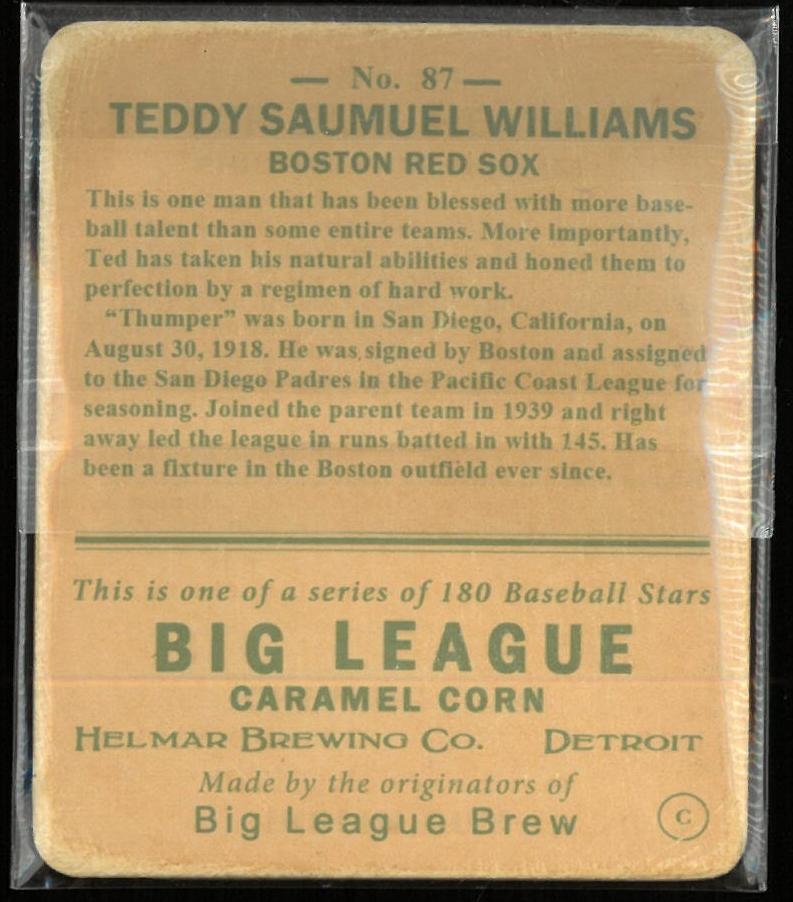 — No. 87 —
TEDDY SAUMUEL WILLIAMS
BOSTON RED SOX
This is one man that has been blessed with more base-
ball talent than some entire teams. More importantly,
Ted has taken his natural abilities and honed them to
perfection by a regimen of hard work.
“Thumper” was born in San Diego, California, on
August 30, 1918. He was signed by Boston and assigned
to the San Diego Padres in the Pacific Coast League for
seasoning. Joined the parent team in 1939 and right
away led the league in runs batted in with 145. Has
been a fixture in the Boston outfield ever since.
This is one of a series of 180 Baseball Stars
BIG LEAGUE
CARAMEL CORN
HELMAR BREWING CO. DETROIT
Made by the originators of
Big League Brew
C